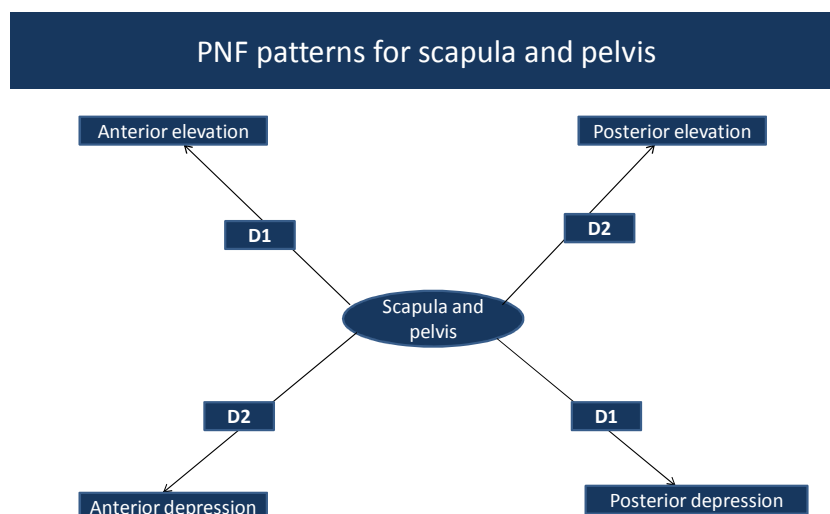 PNF patterns for scapula and pelvis
Anterior elevation
Posterior elevation
D1
D2
Scapula and
pelvis
D2
D1
Anterior depression
Posterior depression